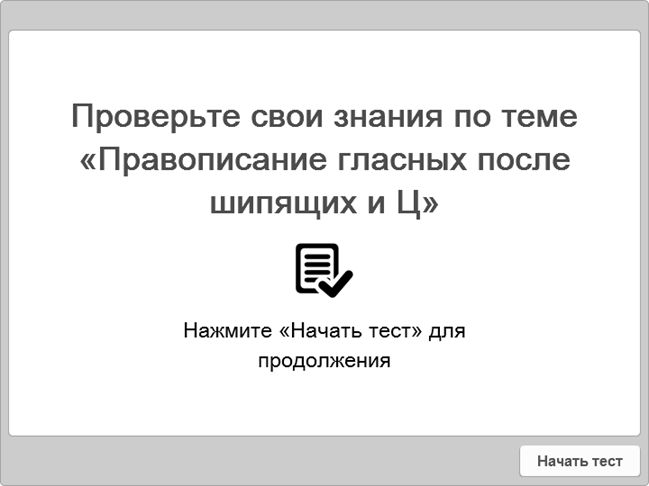 Проверьте свои знания по теме
«Правописание гласных после
шипящих и Ц»
Нажмите «Начать тест» для
продолжения
Начать тест